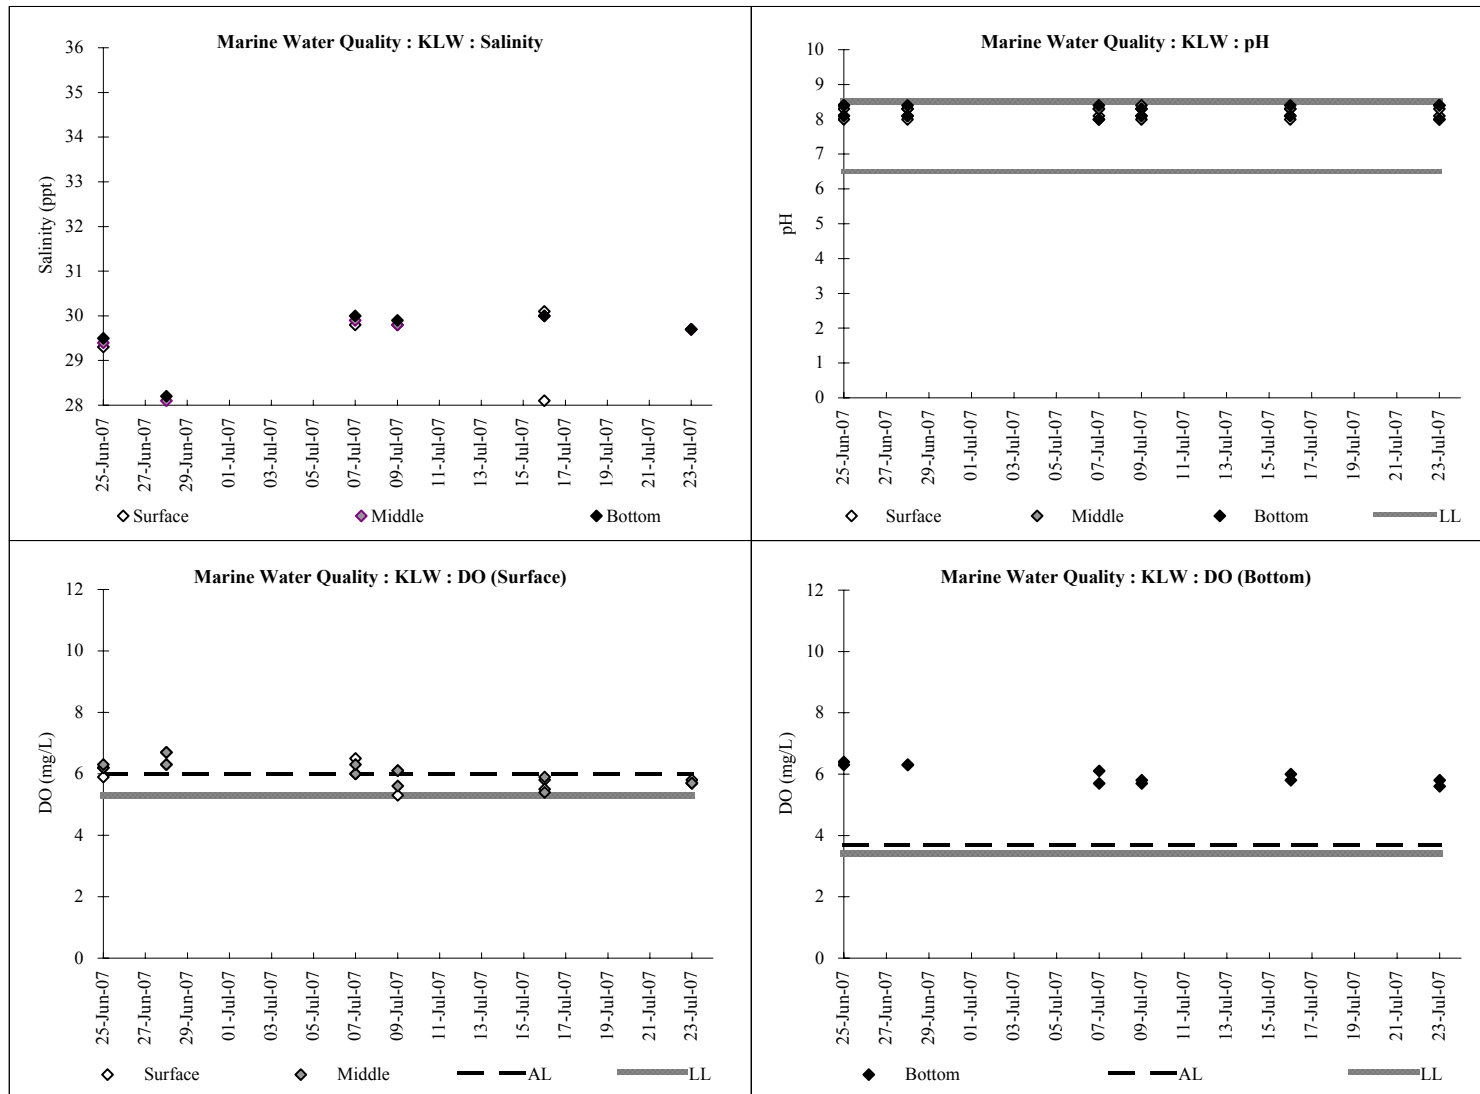 Marine Water Quality : KLW : Salinity
36
35
34
33
32
31
30
29
28
Salinity (ppt)
25-Jun-07
27-Jun-07
29-Jun-07
01-Jul-07
03-Jul-07
05-Jul-07
07-Jul-07
09-Jul-07
11-Jul-07
13-Jul-07
15-Jul-07
17-Jul-07
19-Jul-07
21-Jul-07
23-Jul-07
Surface Middle Bottom
Marine Water Quality : KLW : pH
10
9
8
7
6
5
4
3
2
1
0
pH
25-Jun-07
27-Jun-07
29-Jun-07
01-Jul-07
03-Jul-07
05-Jul-07
07-Jul-07
09-Jul-07
11-Jul-07
13-Jul-07
15-Jul-07
17-Jul-07
19-Jul-07
21-Jul-07
23-Jul-07
Surface Middle Bottom LL
Marine Water Quality : KLW : DO (Surface)
12
10
8
6
4
2
0
DO (mg/L)
25-Jun-07
27-Jun-07
29-Jun-07
01-Jul-07
03-Jul-07
05-Jul-07
07-Jul-07
09-Jul-07
11-Jul-07
13-Jul-07
15-Jul-07
17-Jul-07
19-Jul-07
21-Jul-07
23-Jul-07
Surface Middle AL LL
Marine Water Quality : KLW : DO (Bottom)
12
10
8
6
4
2
0
DO (mg/L)
25-Jun-07
27-Jun-07
29-Jun-07
01-Jul-07
03-Jul-07
05-Jul-07
07-Jul-07
09-Jul-07
11-Jul-07
13-Jul-07
15-Jul-07
17-Jul-07
19-Jul-07
21-Jul-07
23-Jul-07
Bottom AL LL